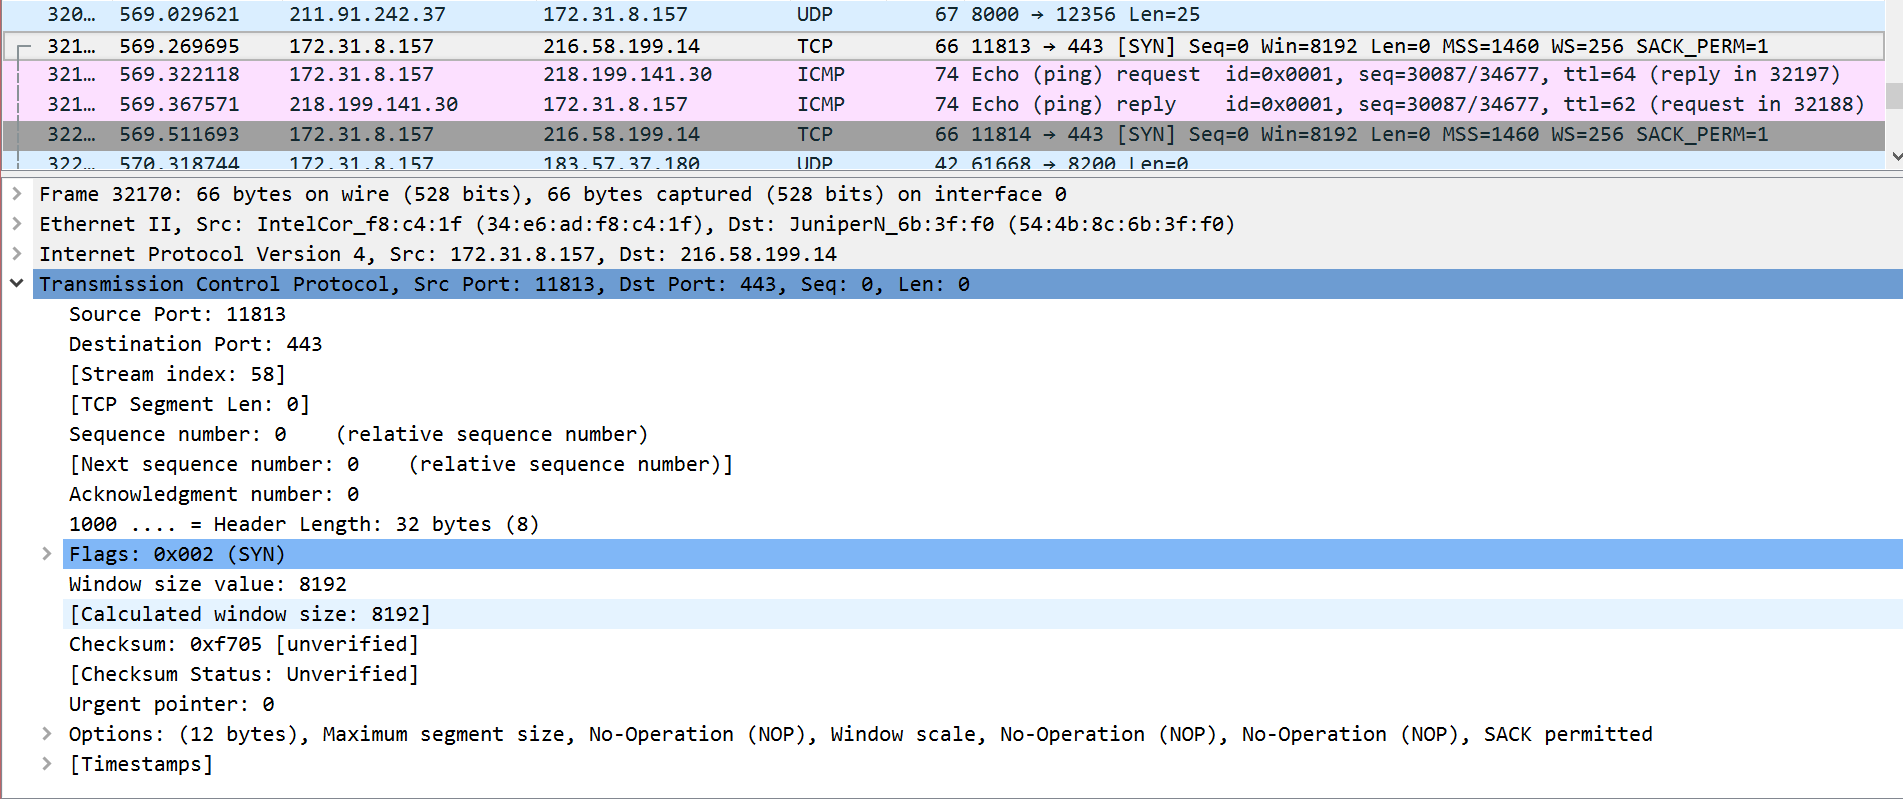 320… 569.029621 211.91.242.37 172.31.8.157 UDP 67 8000 → 12356 Len=25
321… 569.269695 172.31.8.157 216.58.199.14 TCP 66 11813 → 443 [SYN] Seq=0 Win=8192 Len=0 MSS=1460 WS=256 SACK_PERM=1
321… 569.322118 172.31.8.157 218.199.141.30 ICMP 74 Echo (ping) request id=0x0001, seq=30087/34677, ttl=64 (reply in 32197)
321… 569.367571 218.199.141.30 172.31.8.157 ICMP 74 Echo (ping) reply id=0x0001, seq=30087/34677, ttl=62 (request in 32188)
322… 569.511693 172.31.8.157 216.58.199.14 TCP 66 11814 → 443 [SYN] Seq=0 Win=8192 Len=0 MSS=1460 WS=256 SACK_PERM=1
322… 570.318744 172.31.8.157 183.57.37.180 UDP 42 61668 → 8200 Len=0
Frame 32170: 66 bytes on wire (528 bits), 66 bytes captured (528 bits) on interface 0
Ethernet II, Src: IntelCor_f8:c4:1f (34:e6:ad:f8:c4:1f), Dst: JuniperN_6b:3f:f0 (54:4b:8c:6b:3f:f0)
Internet Protocol Version 4, Src: 172.31.8.157, Dst: 216.58.199.14
Transmission Control Protocol, Src Port: 11813, Dst Port: 443, Seq: 0, Len: 0
Source Port: 11813
Destination Port: 443
[Stream index: 58]
[TCP Segment Len: 0]
Sequence number: 0 (relative sequence number)
[Next sequence number: 0 (relative sequence number)]
Acknowledgment number: 0
1000 .... = Header Length: 32 bytes (8)
Flags: 0x002 (SYN)
Window size value: 8192
[Calculated window size: 8192]
Checksum: 0xf705 [unverified]
[Checksum Status: Unverified]
Urgent pointer: 0
Options: (12 bytes), Maximum segment size, No-Operation (NOP), Window scale, No-Operation (NOP), No-Operation (NOP), SACK permitted
[Timestamps]